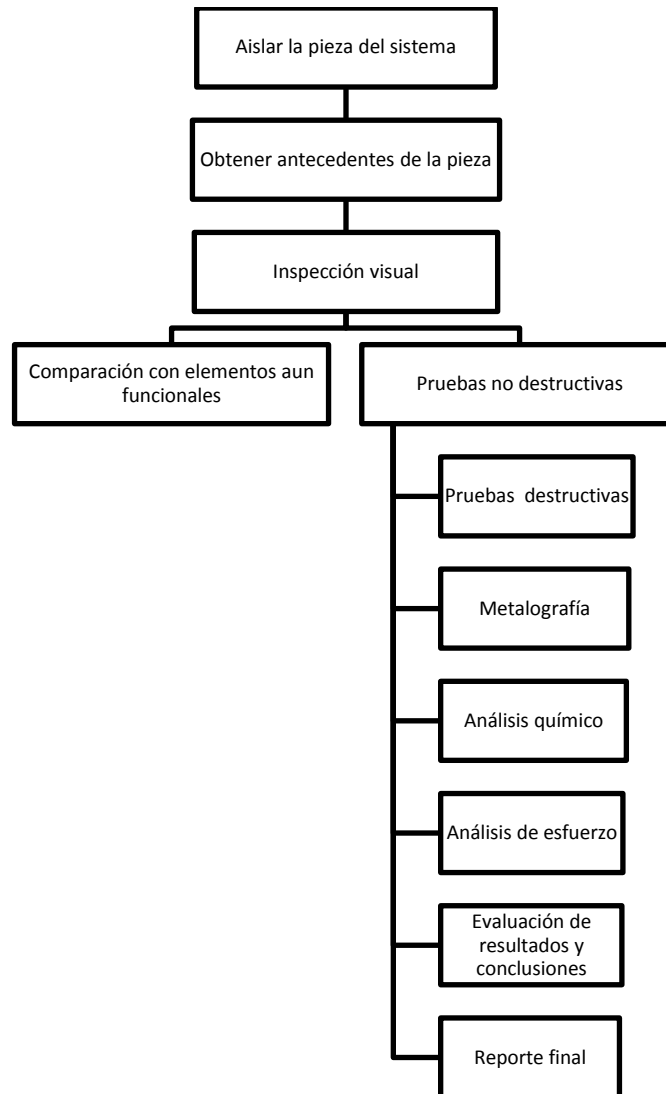 Aislar la pieza del sistema
Obtener antecedentes de la pieza
Inspección visual
Comparación con elementos aun
funcionales
Pruebas no destructivas
Pruebas destructivas
Metalografía
Análisis químico
Análisis de esfuerzo
Evaluación de
resultados y
conclusiones
Reporte final